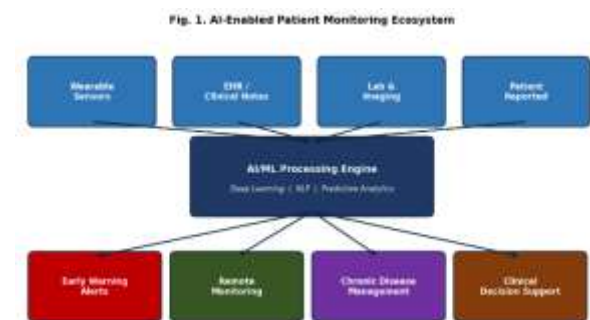 Fig. 1. AI-Enabled Patient Monitoring Ecosystem
Wearable
Sensors
EHR /
Clinical Notes
Lab &
Imaging
Patient
Reported
AI/ML Processing Engine
Deep Learning | NLP | Predictive Analytics
Early Warning
Alerts
Remote
Monitoring
Chronic Disease
Management
Clinical
Decision Support